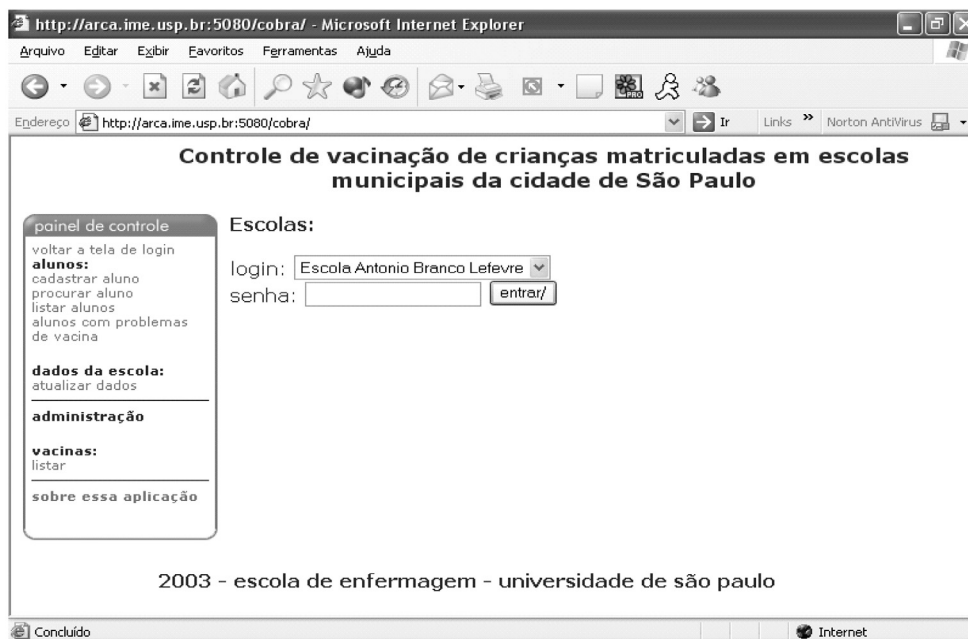 http://arca.ime.usp.br:5080/cobra/ - Microsoft Internet Explorer
Arquivo Editar Exibir Favoritos Ferramentas Ajuda
PRO
Endereço http://arca.ime.usp.br:5080/cobra/ Ir Links » Norton AntiVirus
Controle de vacinação de crianças matriculadas em escolas
municipais da cidade de São Paulo
painel de controle
voltar a tela de login
alunos:
cadastrar aluno
procurar aluno
listar alunos
alunos com problemas
de vacina
dados da escola:
atualizar dados
administração
vacinas:
listar
sobre essa aplicação
Escolas:
login: Escola Antonio Branco Lefevre
senha: entrar/
2003 - escola de enfermagem - universidade de são paulo
Concluído Internet